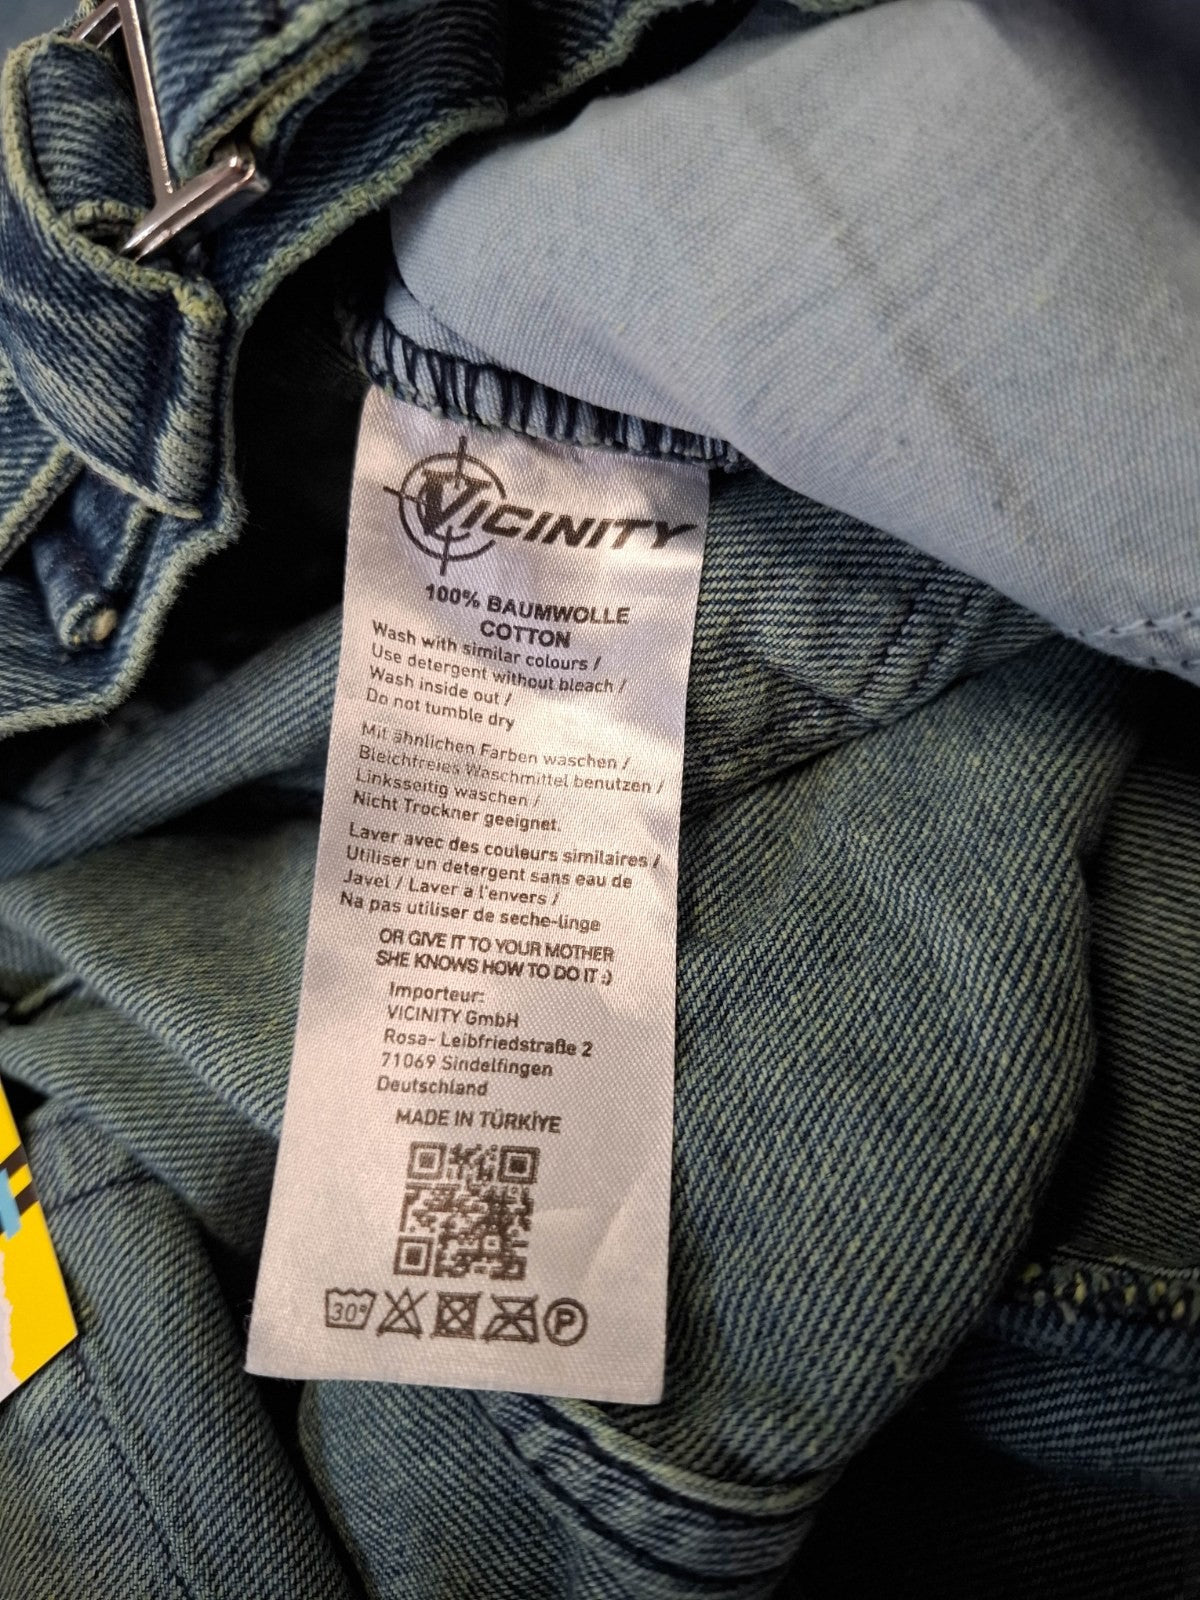 VICINITY
100% BAUMWOLLE
COTTON
Wash with similar colours /
Use detergent without bleach /
Wash inside out /
Do not tumble dry
Mit ähnlichen Farben waschen /
Bleichfreies Waschmittel benutzen /
Linksseitig waschen /
Nicht Trockner geeignet.
Laver avec des couleurs similaires /
Utiliser un detergent sans eau de
Javel / Laver a l'envers /
Na pas utiliser de seche-linge
OR GIVE IT TO YOUR MOTHER
SHE KNOWS HOW TO DO IT :)
Importeur:
VICINITY GmbH
Rosa- Leibfriedstraße 2
71069 Sindelfingen
Deutschland
MADE IN TÜRKİYE
30° P